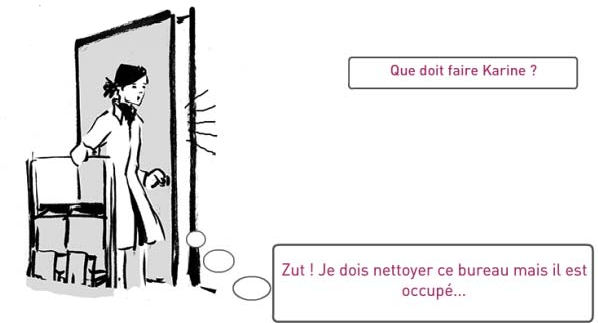 Que doit faire Karine ?
Zut ! Je dois nettoyer ce bureau mais il est
occupé...